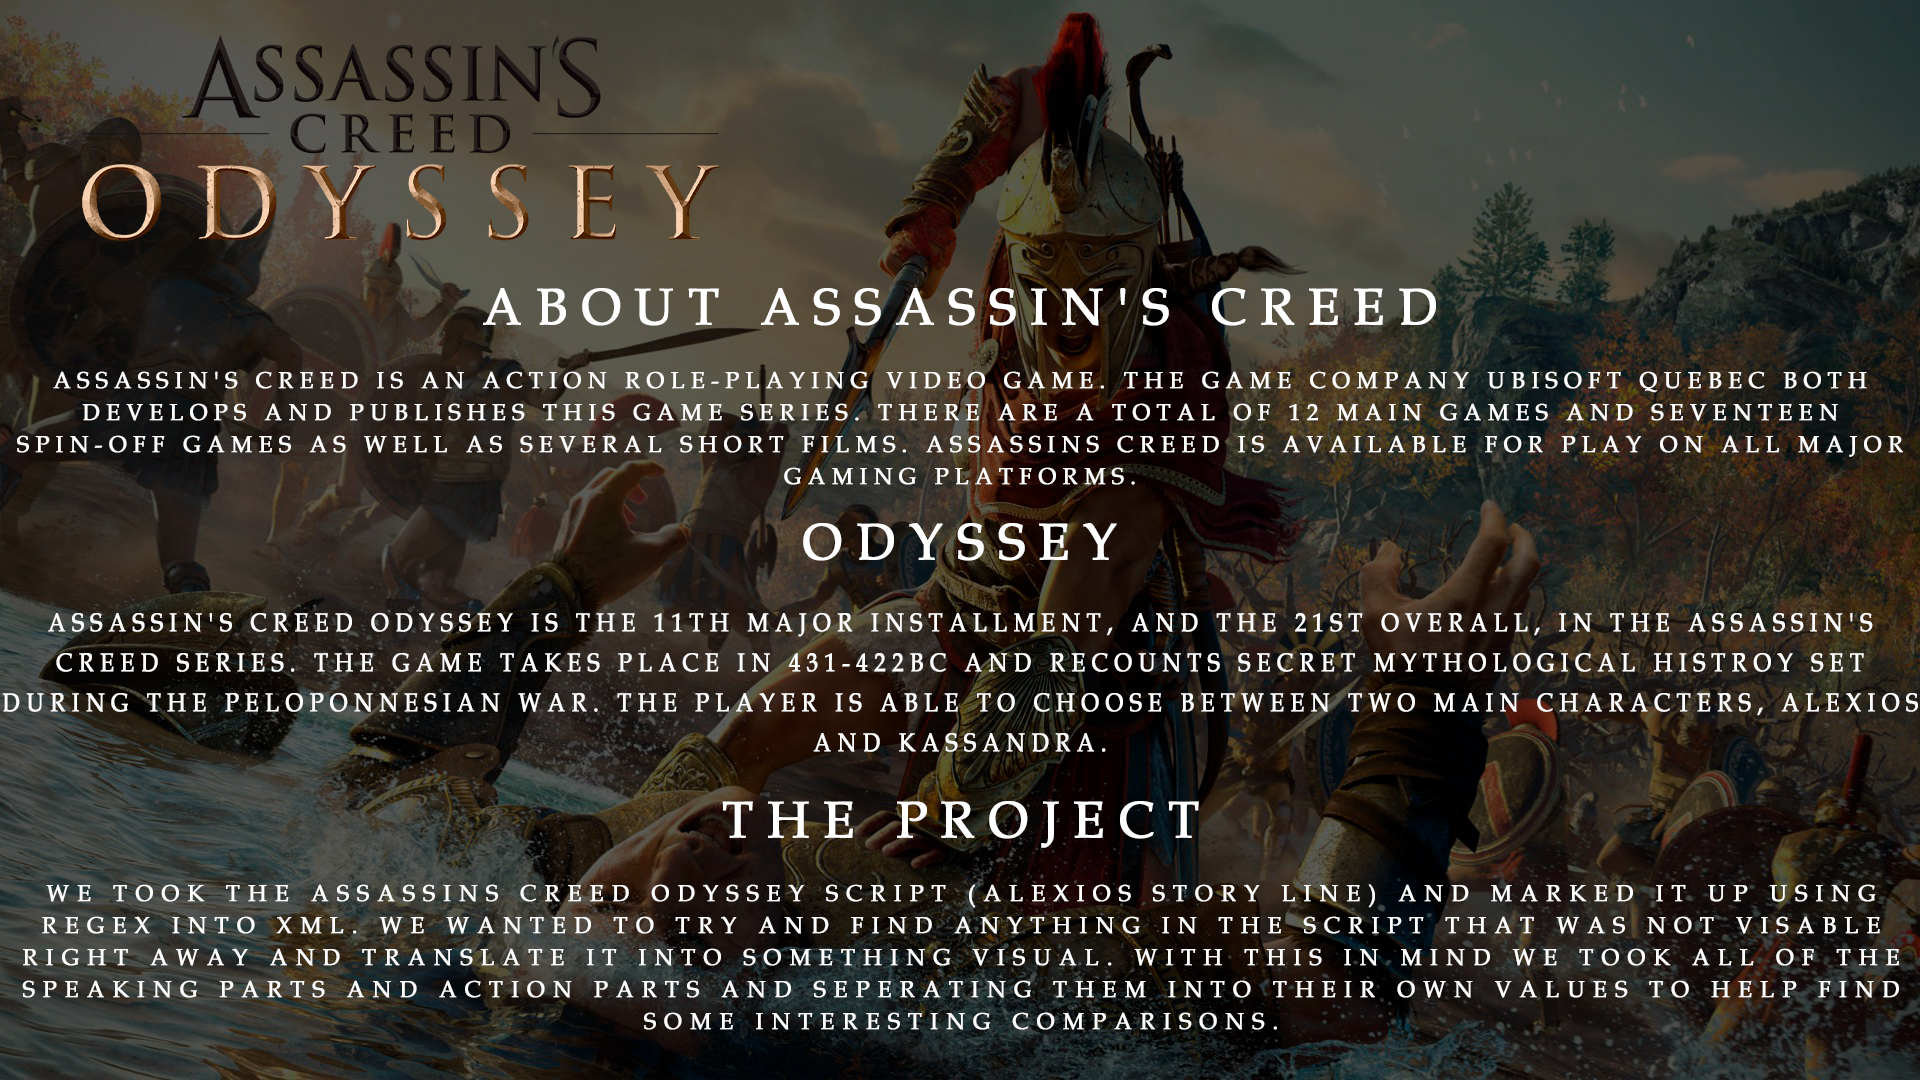 ASSASSIN'S
CREED
ODYSSEY
ABOUT ASSASSIN'S CREED
ASSASSIN'S CREED IS AN ACTION ROLE-PLAYING VIDEO GAME. THE GAME COMPANY UBISOFT QUEBEC BOTH
DEVELOPS AND PUBLISHES THIS GAME SERIES. THERE ARE A TOTAL OF 12 MAIN GAMES AND SEVENTEEN
SPIN-OFF GAMES AS WELL AS SEVERAL SHORT FILMS. ASSASSINS CREED IS AVAILABLE FOR PLAY ON ALL MAJOR
GAMING PLATFORMS.
ODYSSEY
ASSASSIN'S CREED ODYSSEY IS THE 11TH MAJOR INSTALLMENT, AND THE 21ST OVERALL, IN THE ASSASSIN'S
CREED SERIES. THE GAME TAKES PLACE IN 431-422BC AND RECOUNTS SECRET MYTHOLOGICAL HISTROY SET
DURING THE PELOPONNESIAN WAR. THE PLAYER IS ABLE TO CHOOSE BETWEEN TWO MAIN CHARACTERS, ALEXIOS
AND KASSANDRA.
THE PROJECT
WE TOOK THE ASSASSINS CREED ODYSSEY SCRIPT (ALEXIOS STORY LINE) AND MARKED IT UP USING
REGEX INTO XML. WE WANTED TO TRY AND FIND ANYTHING IN THE SCRIPT THAT WAS NOT VISABLE
RIGHT AWAY AND TRANSLATE IT INTO SOMETHING VISUAL. WITH THIS IN MIND WE TOOK ALL OF THE
SPEAKING PARTS AND ACTION PARTS AND SEPERATING THEM INTO THEIR OWN VALUES TO HELP FIND
SOME INTERESTING COMPARISONS.